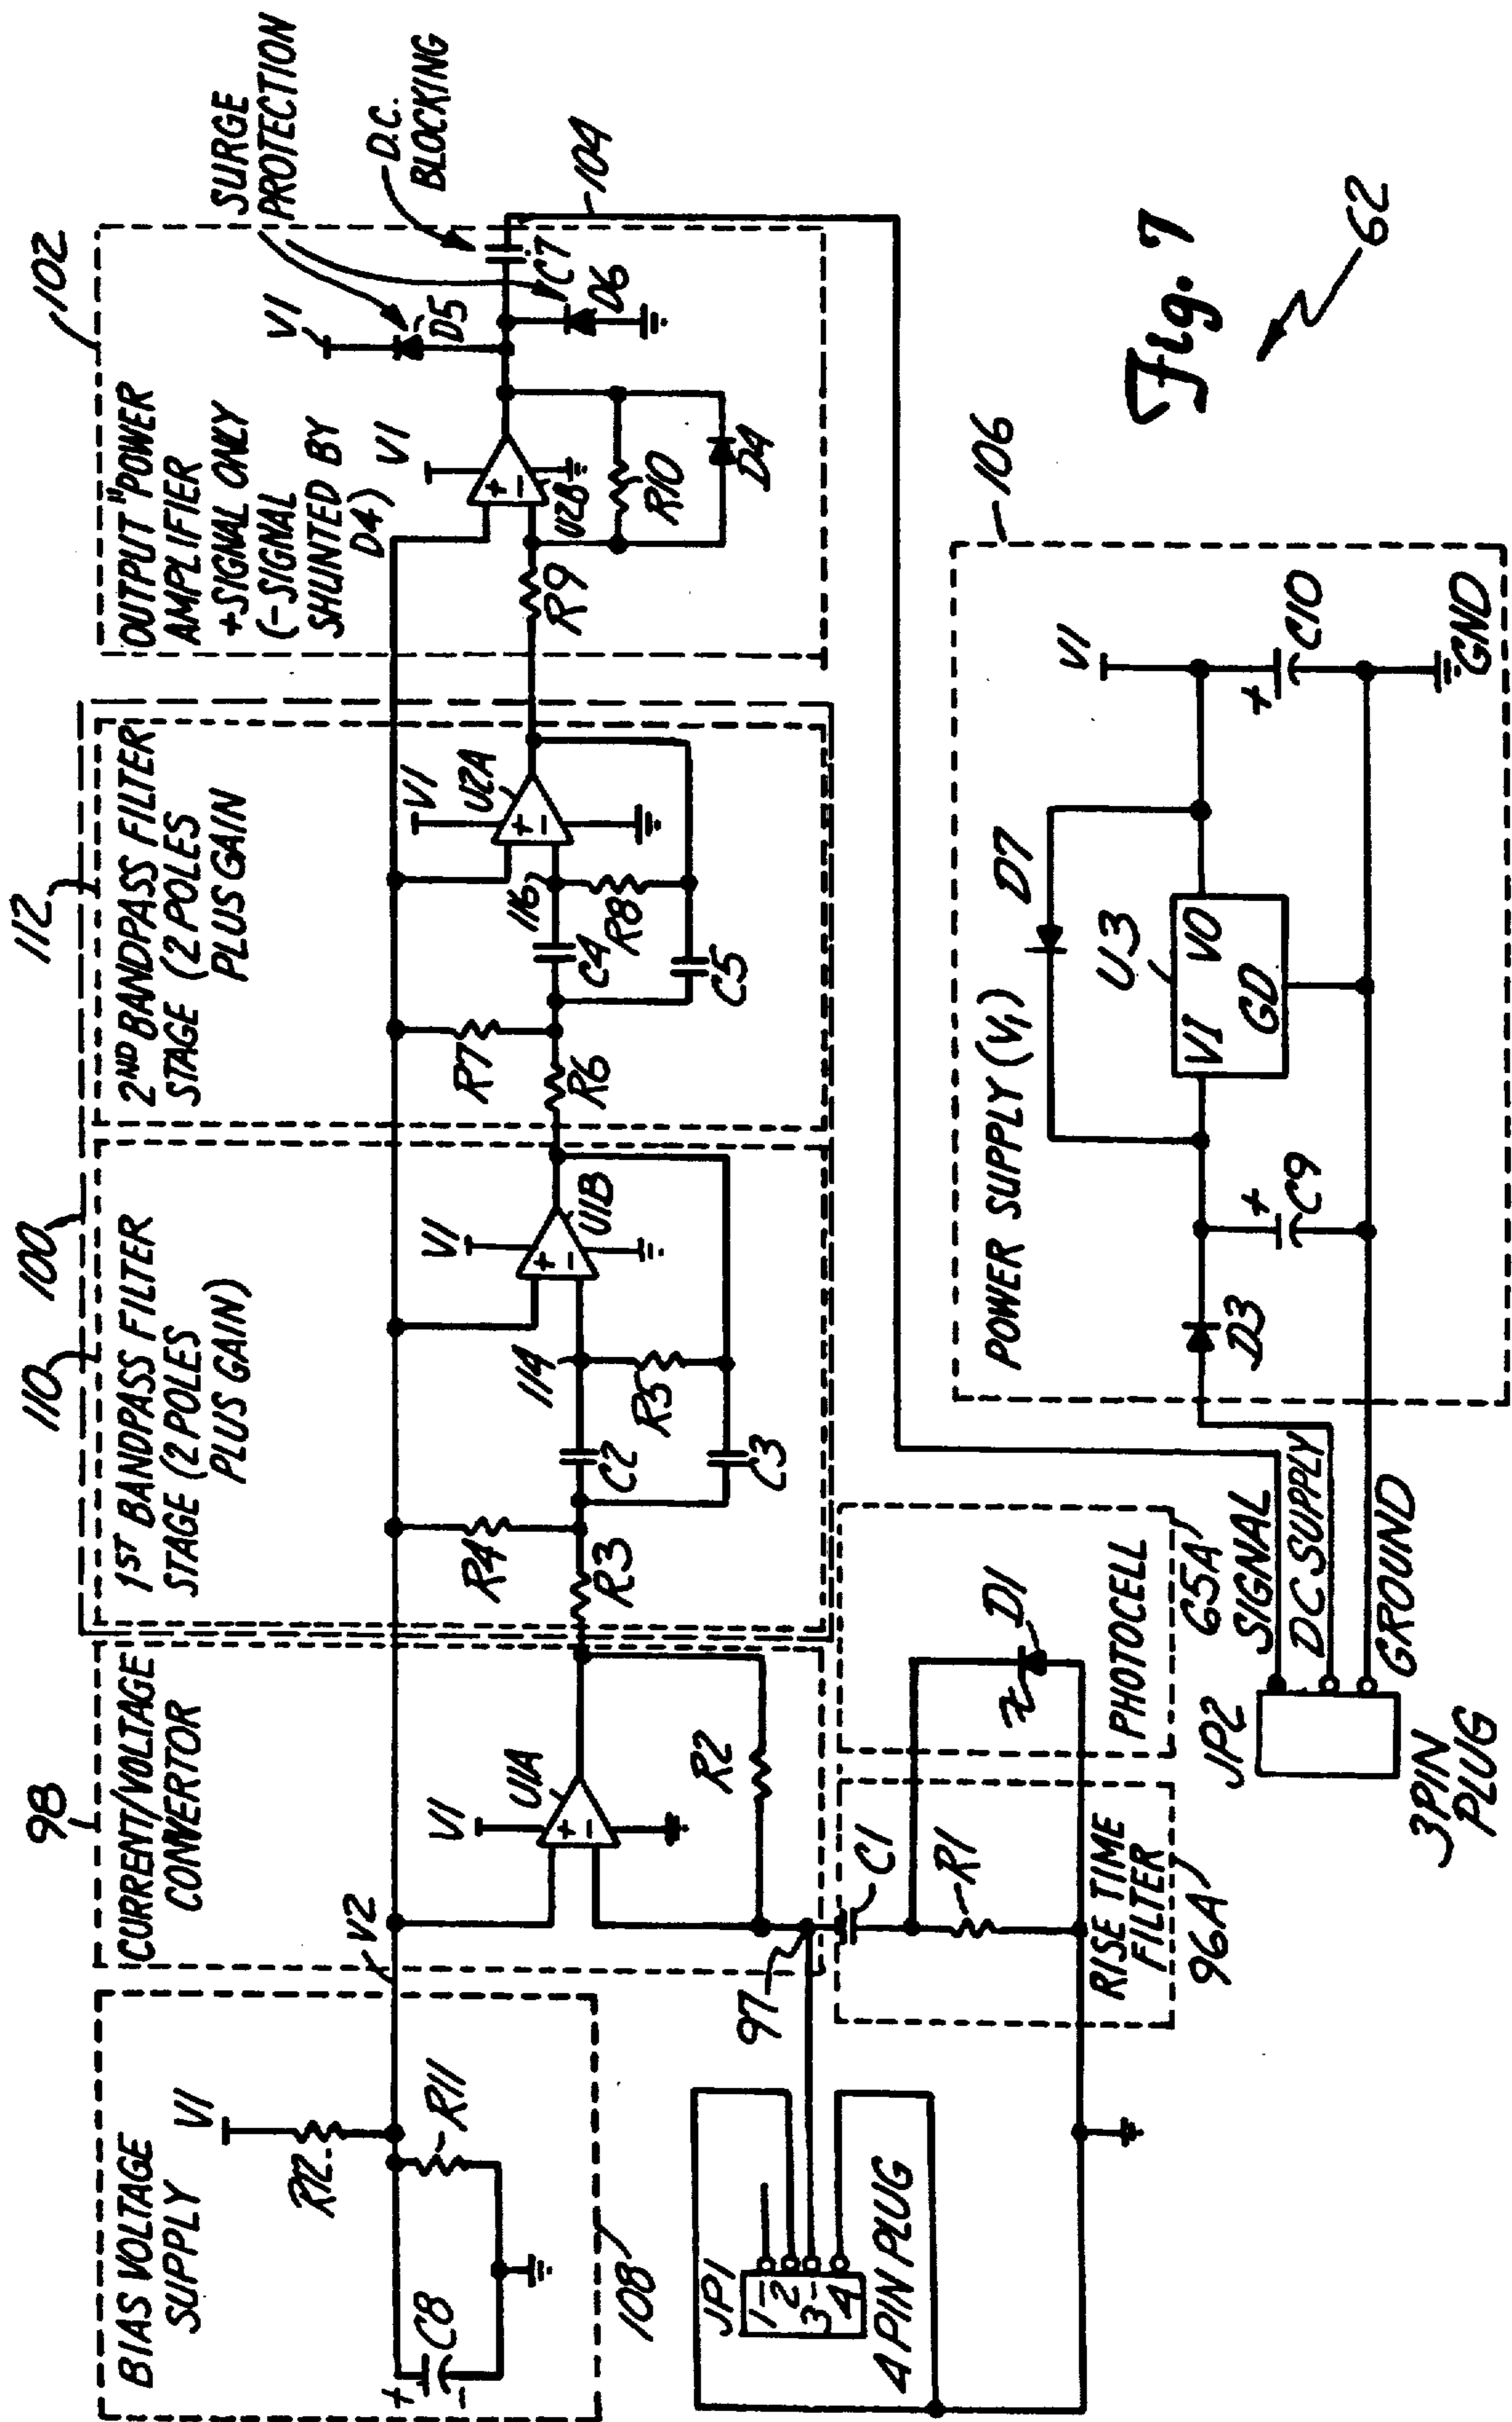 BIAS VOLTAGE
SUPPLY
V1
R12
R11
C8
+
-
108
98
CURRENT/VOLTAGE
CONVERTOR
V2
V1
U1A
+
-
R2
97
110
100
1ST BANDPASS FILTER
STAGE (2 POLES
PLUS GAIN)
R4
R3
C2
114
R5
C3
V1
U1B
+
-
112
2ND BANDPASS FILTER
STAGE (2 POLES
PLUS GAIN
R7
R6
C4
116
R8
C5
V1
U2A
+
-
102
OUTPUT "POWER
AMPLIFIER
+ SIGNAL ONLY
(- SIGNAL
SHUNTED BY
D4)
V1
R9
+
-
U2B
R10
D4
V1
D5
D6
C7
SURGE
PROTECTION
D.C.
BLOCKING
104
JP1
1
2
3
4
4 PIN PLUG
C1
R1
RISE TIME
FILTER
96A
D1
PHOTOCELL
65A
JP2
SIGNAL
DC SUPPLY
GROUND
3 PIN
PLUG
106
POWER SUPPLY (V1)
D3
C9
+
D7
U3
VI VO
GD
V1
+
C10
GND
Fig. 7
62